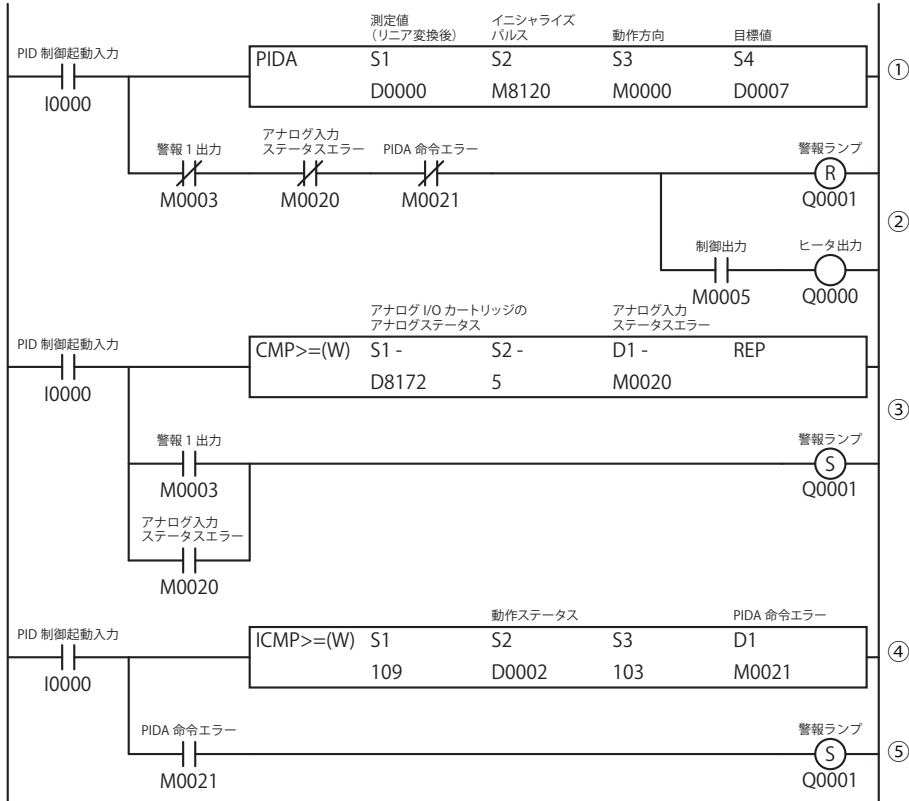 測定値
(リニア変換後)
イニシャライズ
パルス
動作方向
目標値
PID 制御起動入力
PIDA S1 S2 S3 S4
I0000
D0000 M8120 M0000 D0007
①
警報 1 出力
アナログ入力
ステータスエラー
PIDA 命令エラー
警報ランプ
R
M0003 M0020 M0021 Q0001
②
制御出力 ヒータ出力
M0005 Q0000
アナログ I/O カートリッジの
アナログステータス
アナログ入力
ステータスエラー
PID 制御起動入力
CMP>=(W) S1 - S2 - D1 - REP
I0000
D8172 5 M0020
③
警報 1 出力 警報ランプ
S
M0003 Q0001
アナログ入力
ステータスエラー
M0020
動作ステータス PIDA 命令エラー
PID 制御起動入力
ICMP>=(W) S1 S2 S3 D1
④
I0000
109 D0002 103 M0021
PIDA 命令エラー 警報ランプ
S
⑤
M0021 Q0001